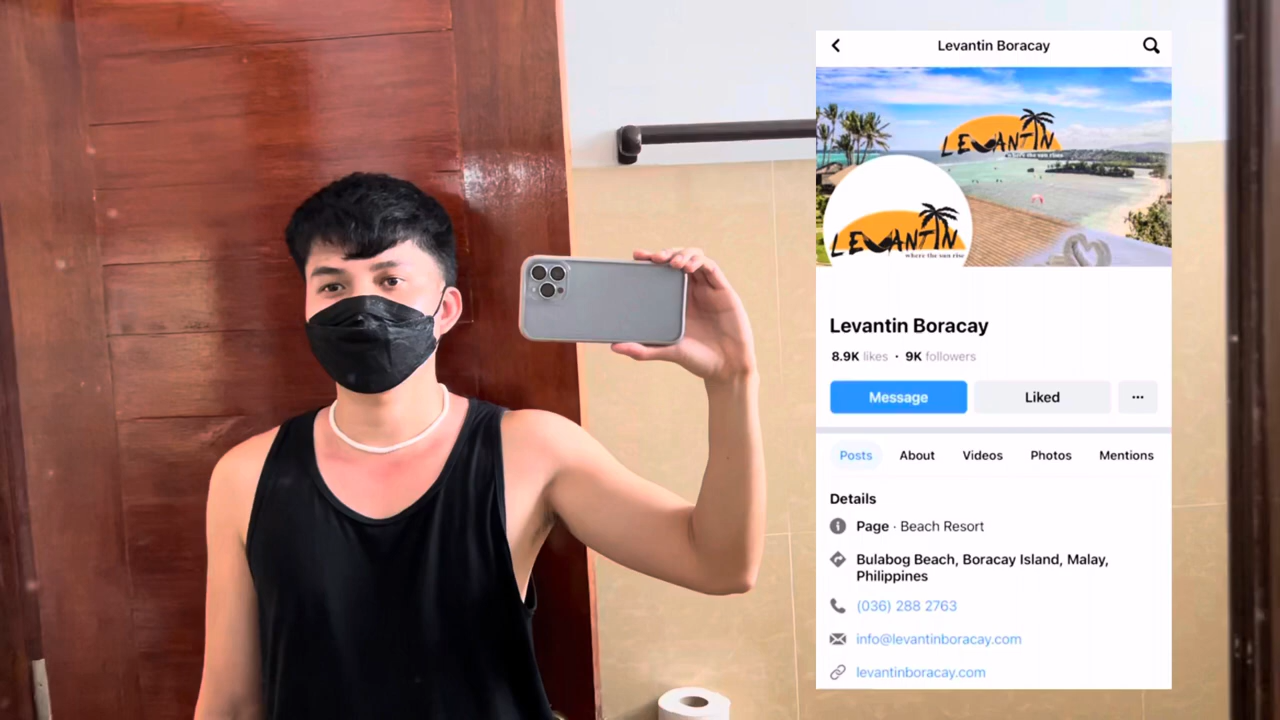 Levantin Boracay
LEVANTIN
where the sun rises
LEVANTIN
where the sun rise
Levantin Boracay
8.9K likes · 9K followers
Message
Liked
Posts
About
Videos
Photos
Mentions
Details
Page · Beach Resort
Bulabog Beach, Boracay Island, Malay,
Philippines
(036) 288 2763
info@levantinboracay.com
levantinboracay.com